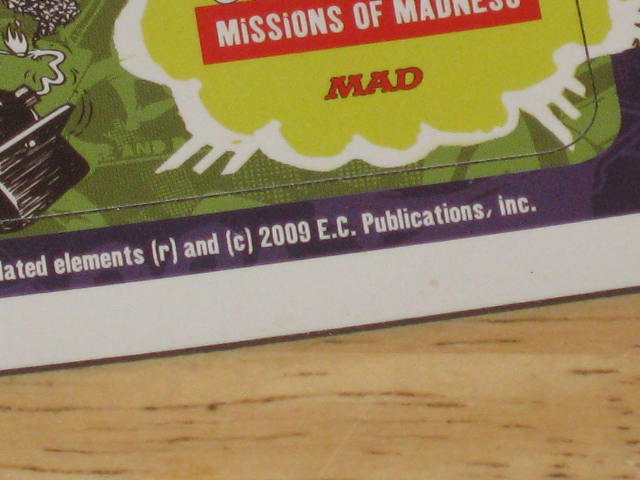 MiSSiONS OF MADNESS
MAD
lated elements (r) and (c) 2009 E.C. Publications, inc.